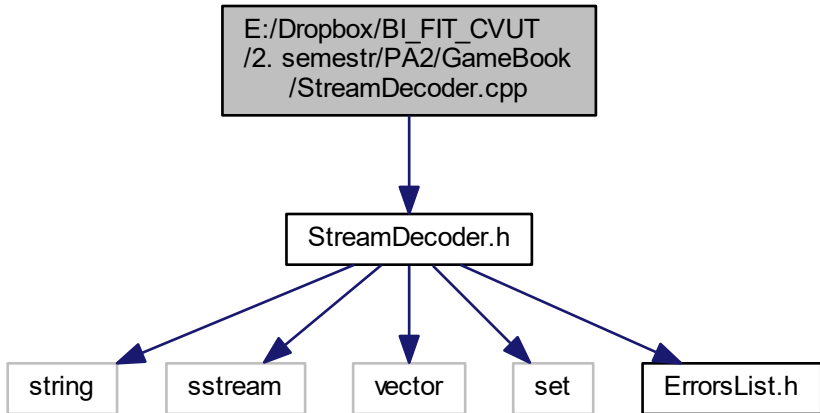 E:/Dropbox/BI_FIT_CVUT
/2. semestr/PA2/GameBook
/StreamDecoder.cpp
StreamDecoder.h
string
sstream
vector
set
ErrorsList.h